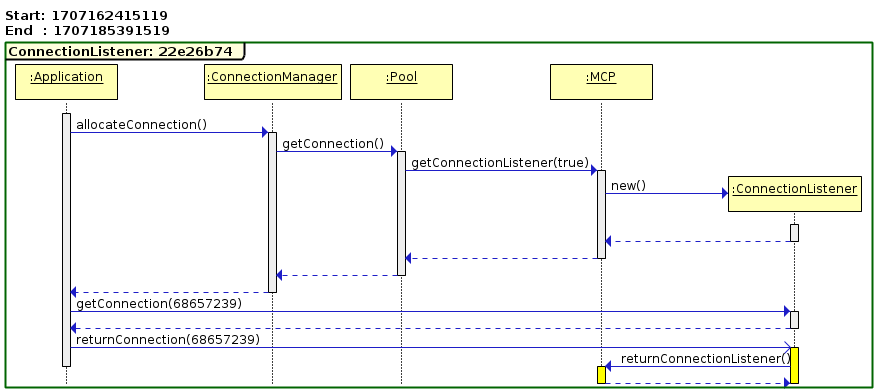 Start: 1707162415119
End : 1707185391519
ConnectionListener: 22e26b74
:Application
:ConnectionManager
:Pool
:MCP
allocateConnection()
getConnection()
getConnectionListener(true)
new()
:ConnectionListener
getConnection(68657239)
returnConnection(68657239)
returnConnectionListener()